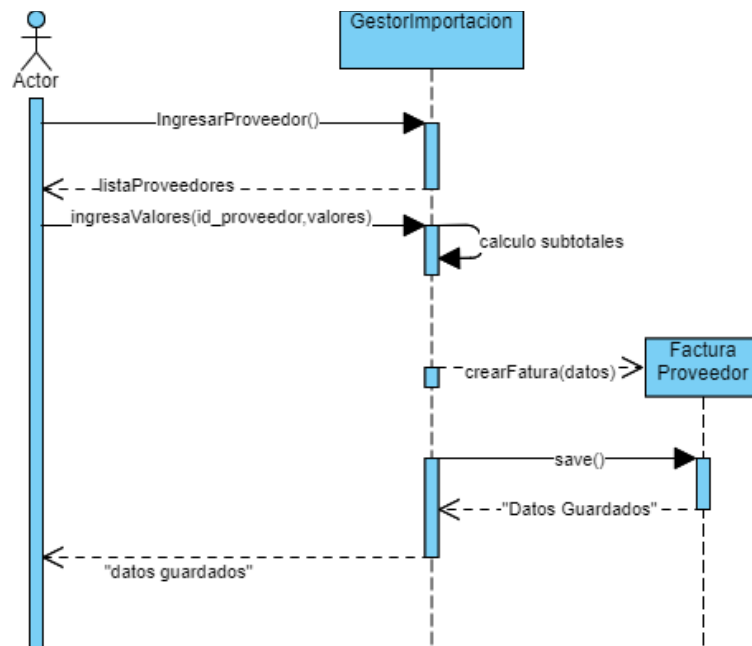 GestorImportacion
Actor
IngresarProveedor()
listaProveedores
ingresaValores(id_proveedor,valores)
calculo subtotales
Factura
Proveedor
crearFatura(datos)
save()
"Datos Guardados"
"datos guardados"